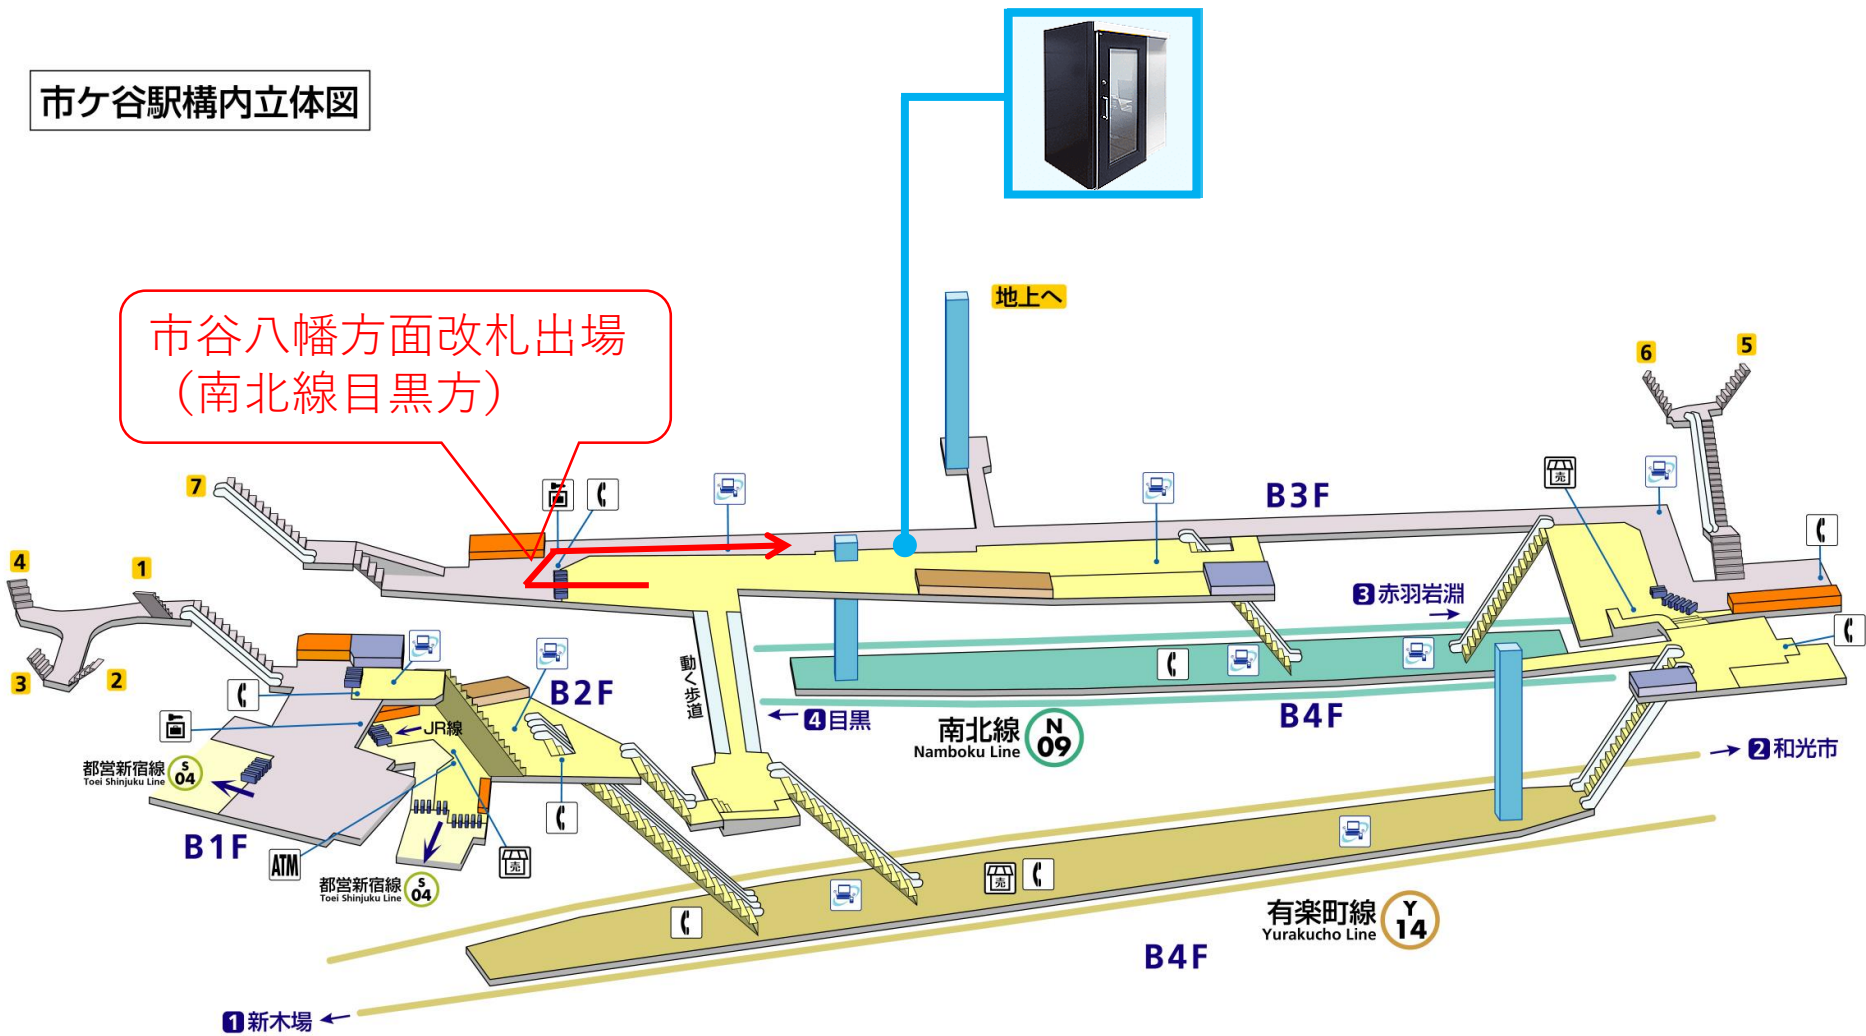 市ケ谷駅構内立体図
地上へ
市谷八幡方面改札出場
（南北線目黒方）
6
5
7
売
B3F
4
1
3赤羽岩淵
3
2
動く歩道
B2F
4目黒
南北線
Namboku Line
N
09
B4F
JR線
2和光市
都営新宿線
Toei Shinjuku Line
S
04
B1F
ATM
売
都営新宿線
Toei Shinjuku Line
S
04
売
有楽町線
Yurakucho Line
Y
14
B4F
1新木場